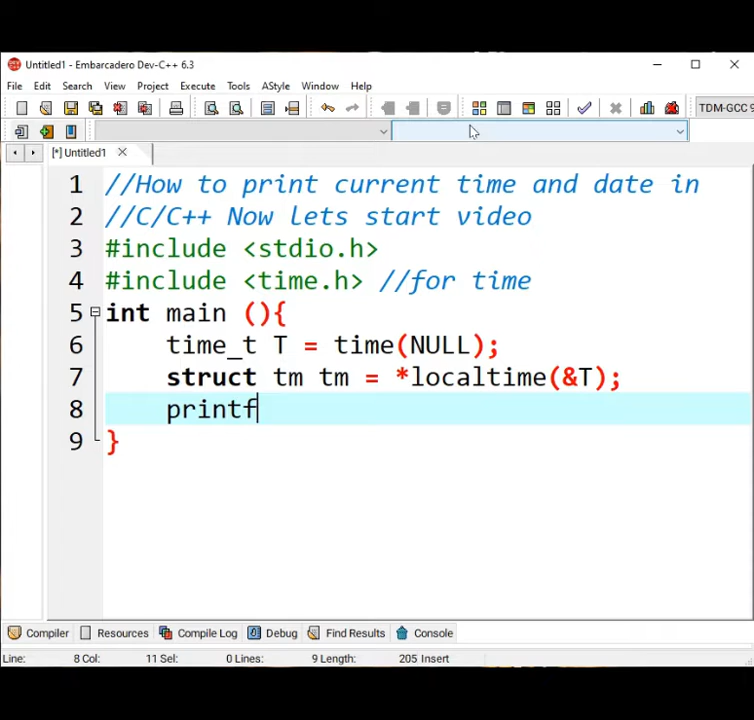 Untitled1 - Embarcadero Dev-C++ 6.3
File Edit Search View Project Execute Tools AStyle Window Help
TDM-GCC 9
[*] Untitled1
1 //How to print current time and date in
2 //C/C++ Now lets start video
3 #include <stdio.h>
4 #include <time.h> //for time
5 int main (){
6 time_t T = time(NULL);
7 struct tm tm = *localtime(&T);
8 printf
9 }
Compiler Resources Compile Log Debug Find Results Console
Line: 8 Col: 11 Sel: 0 Lines: 9 Length: 205 Insert